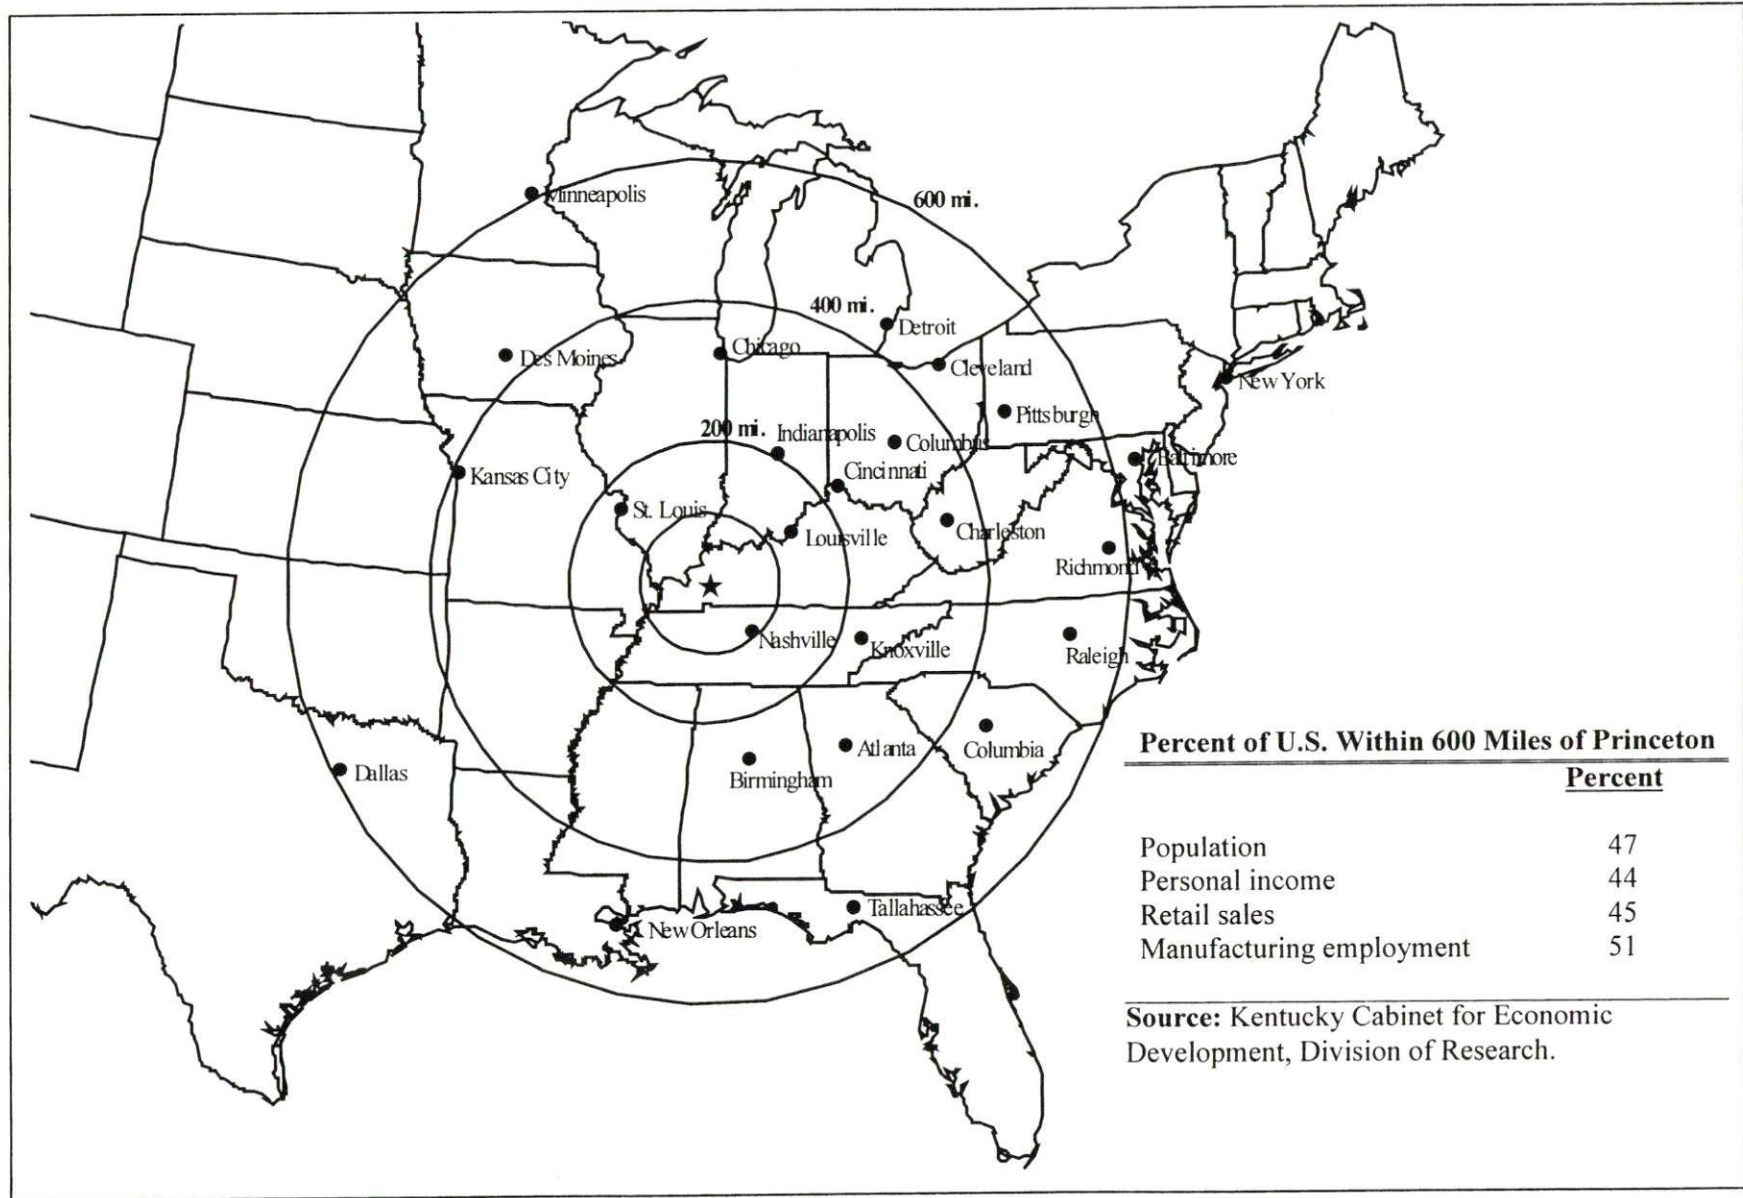 600 mi.
Minneapolis
400 mi.
Detroit
Chicago
Des Moines
Cleveland
New York
Pittsburgh
200 mi.
Indianapolis
Columbus
Baltimore
Cincinnati
Kansas City
St. Louis
Charleston
Louisville
Richmond
Nashville
Knoxville
Raleigh
Atlanta
Columbia
Dallas
Birmingham
Tallahassee
New Orleans
Percent of U.S. Within 600 Miles of Princeton
Percent
Population 47
Personal income 44
Retail sales 45
Manufacturing employment 51
Source: Kentucky Cabinet for Economic
Development, Division of Research.